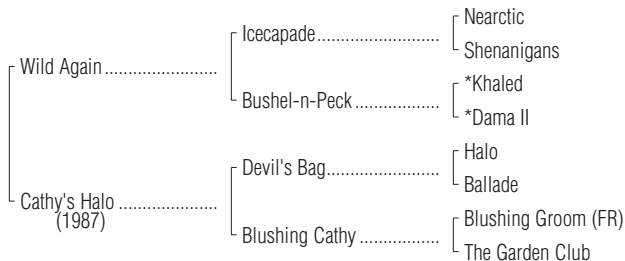 Nearctic
Icecapade
Shenanigans
Wild Again
*Khaled
Bushel-n-Peck
*Dama II
Halo
Devil's Bag
Ballade
Cathy's Halo
(1987)
Blushing Groom (FR)
Blushing Cathy
The Garden Club